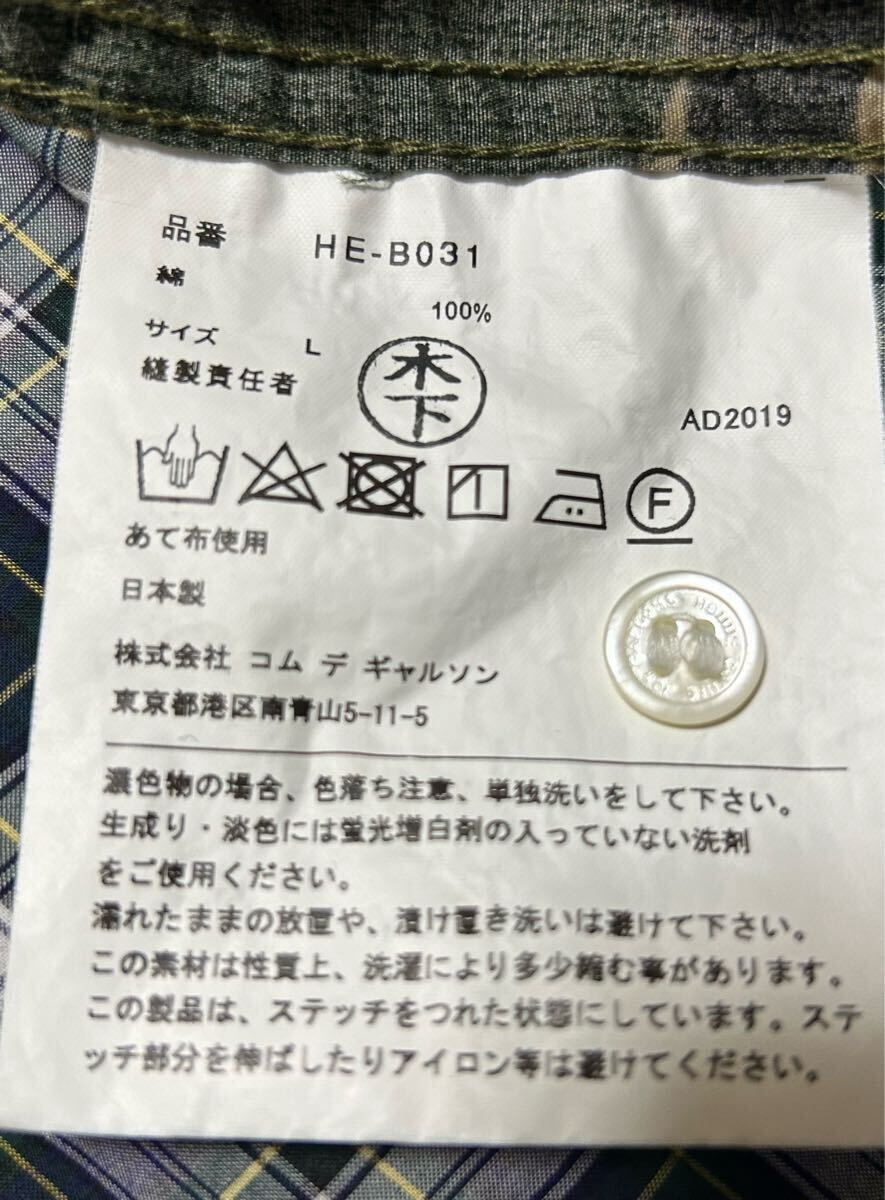 品番 HE-B031
綿 100%
サイズ L
縫製責任者 木下
AD2019
F
あて布使用
日本製
株式会社 コム デ ギャルソン
東京都港区南青山5-11-5
濃色物の場合、色落ち注意、単独洗いをして下さい。
生成り・淡色には蛍光増白剤の入っていない洗剤
をご使用ください。
濡れたままの放置や、漬け置き洗いは避けて下さい。
この素材は性質上、洗濯により多少縮む事があります。
この製品は、ステッチをつれた状態にしています。ステ
ッチ部分を伸ばしたりアイロン等は避けてください。